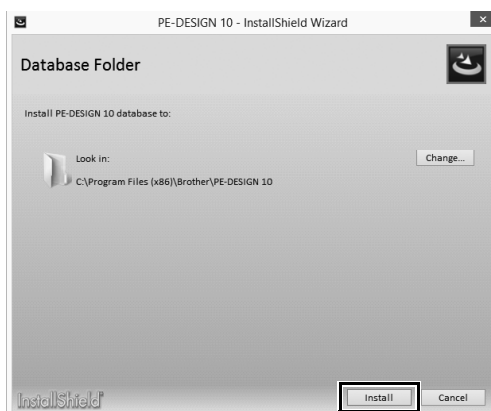 PE-DESIGN 10 - InstallShield Wizard
Database Folder
Install PE-DESIGN 10 database to:
Look in:
Change...
C:\Program Files (x86)\Brother\PE-DESIGN 10
InstallShield
Install
Cancel